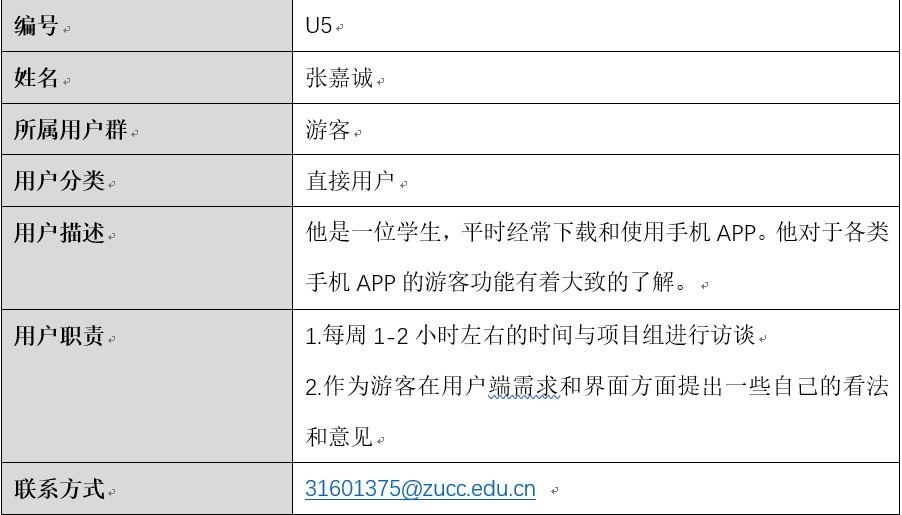 编号 U5
姓名 张嘉诚
所属用户群 游客
用户分类 直接用户
用户描述 他是一位学生，平时经常下载和使用手机 APP。他对于各类
手机 APP 的游客功能有着大致的了解。
用户职责 1.每周 1-2 小时左右的时间与项目组进行访谈
2.作为游客在用户端需求和界面方面提出一些自己的看法
和意见
联系方式 31601375@zucc.edu.cn